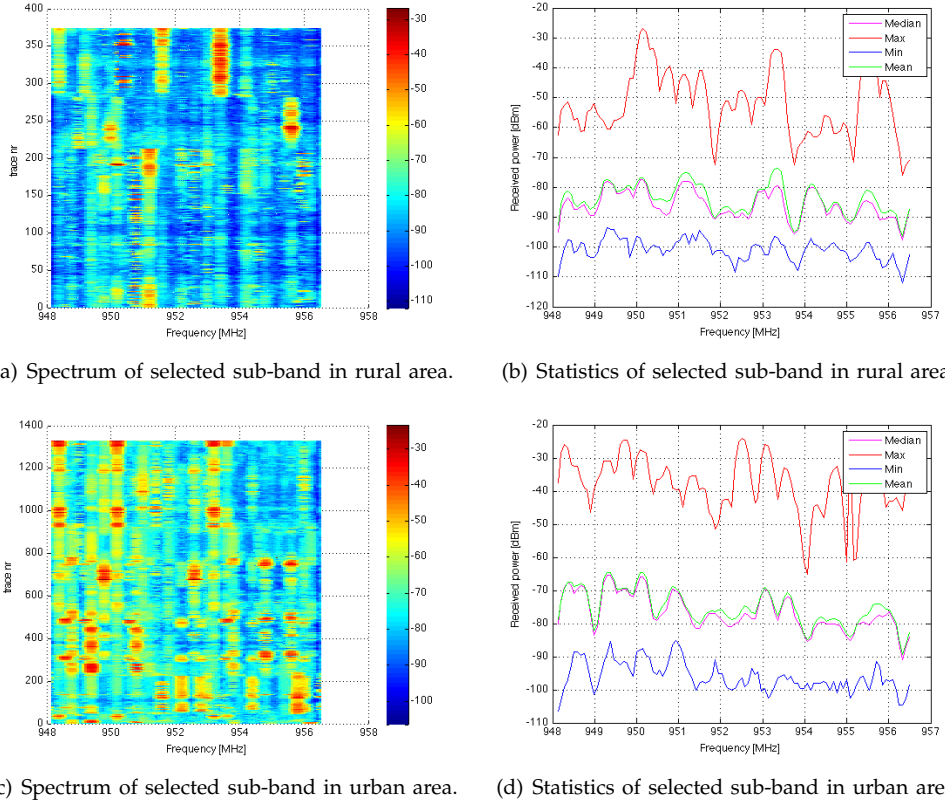 400
350
300
250
200
150
100
50
0
trace nr
948 950 952 954 956 958
Frequency [MHz]
-30
-40
-50
-60
-70
-80
-90
-100
-110
-20
-30
-40
-50
-60
-70
-80
-90
-100
-110
-120
Received power [dBm]
948 949 950 951 952 953 954 955 956 957
Frequency [MHz]
Median
Max
Min
Mean
a) Spectrum of selected sub-band in rural area.
(b) Statistics of selected sub-band in rural area
1400
1200
1000
800
600
400
200
0
trace nr
948 950 952 954 956 958
Frequency [MHz]
-30
-40
-50
-60
-70
-80
-90
-100
-20
-30
-40
-50
-60
-70
-80
-90
-100
-110
Received power [dBm]
948 949 950 951 952 953 954 955 956 957
Frequency [MHz]
Median
Max
Min
Mean
c) Spectrum of selected sub-band in urban area.
(d) Statistics of selected sub-band in urban are